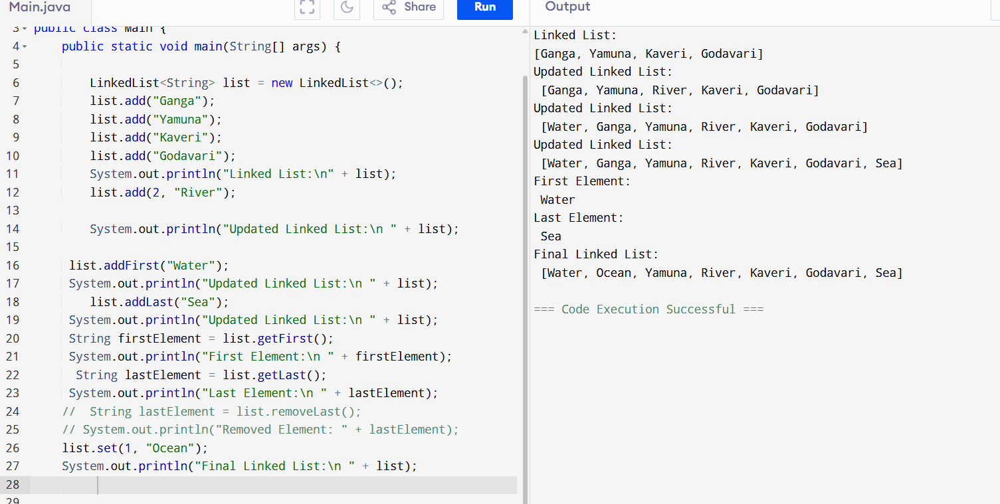 Main.java
Share
Run
3 public class Main {
4 public static void main(String[] args) {
5
6 LinkedList<String> list = new LinkedList<>();
7 list.add("Ganga");
8 list.add("Yamuna");
9 list.add("Kaveri");
10 list.add("Godavari");
11 System.out.println("Linked List:\n" + list);
12 list.add(2, "River");
13
14 System.out.println("Updated Linked List:\n " + list);
15
16 list.addFirst("Water");
17 System.out.println("Updated Linked List:\n " + list);
18 list.addLast("Sea");
19 System.out.println("Updated Linked List:\n " + list);
20 String firstElement = list.getFirst();
21 System.out.println("First Element:\n " + firstElement);
22 String lastElement = list.getLast();
23 System.out.println("Last Element:\n " + lastElement);
24 //  String lastElement = list.removeLast();
25 // System.out.println("Removed Element: " + lastElement);
26 list.set(1, "Ocean");
27 System.out.println("Final Linked List:\n " + list);
28
29
Output
Linked List:
[Ganga, Yamuna, Kaveri, Godavari]
Updated Linked List:
 [Ganga, Yamuna, River, Kaveri, Godavari]
Updated Linked List:
 [Water, Ganga, Yamuna, River, Kaveri, Godavari]
Updated Linked List:
 [Water, Ganga, Yamuna, River, Kaveri, Godavari, Sea]
First Element:
 Water
Last Element:
 Sea
Final Linked List:
 [Water, Ocean, Yamuna, River, Kaveri, Godavari, Sea]
=== Code Execution Successful ===